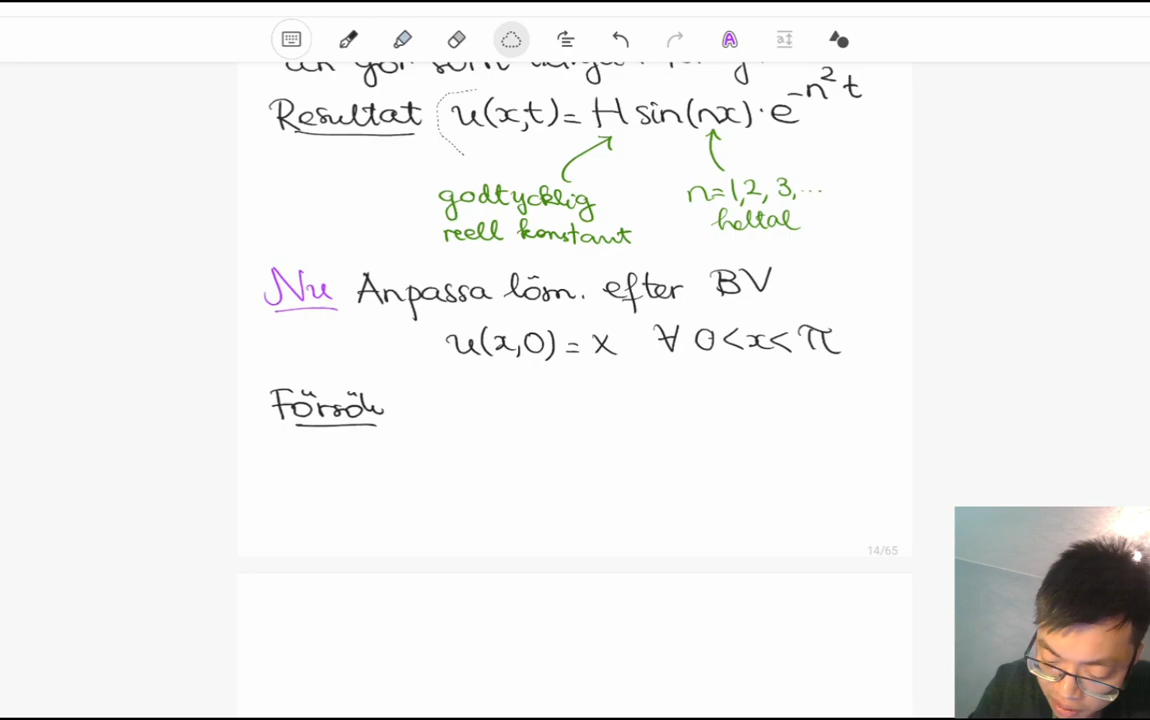 Resultat u(x,t)= H sin(nx)·e^-n²t
godtycklig
reell konstant
n=1,2, 3,...
heltal
Nu Anpassa lösn. efter BV
u(x,0) = x ∀ 0<x<π
Försök
14/65